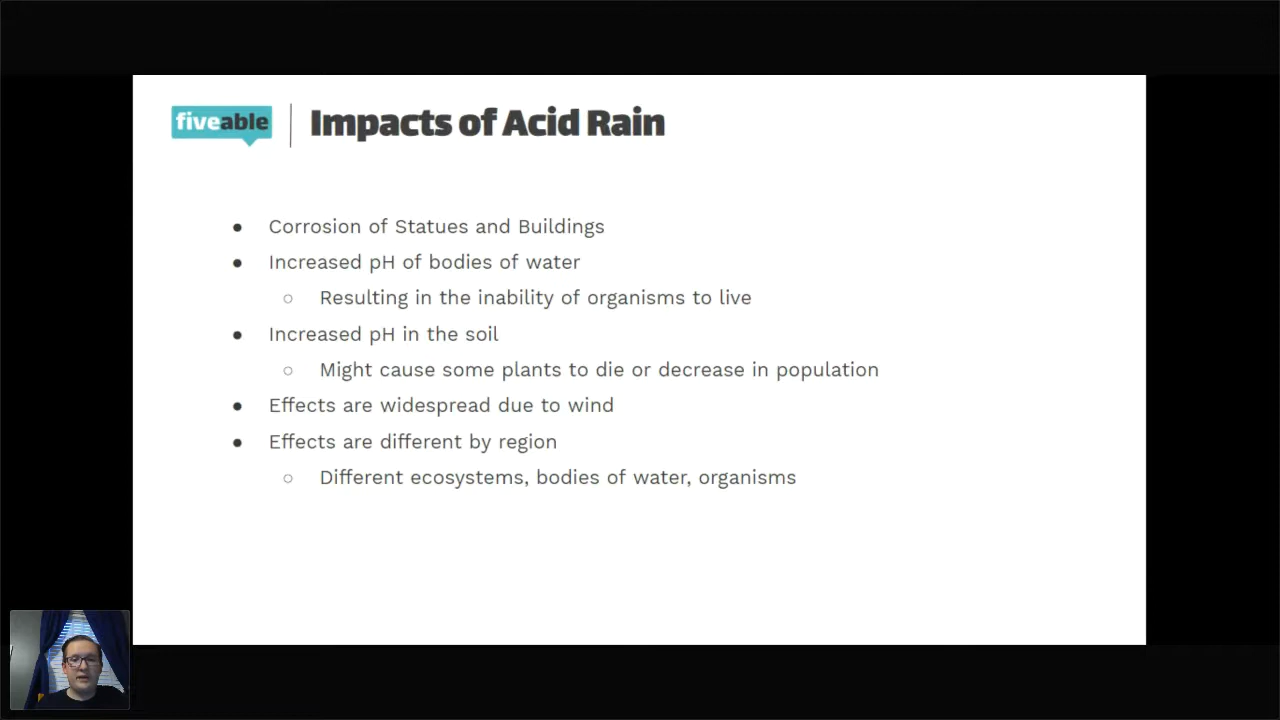 fiveable
Impacts of Acid Rain
● Corrosion of Statues and Buildings
● Increased pH of bodies of water
○ Resulting in the inability of organisms to live
● Increased pH in the soil
○ Might cause some plants to die or decrease in population
● Effects are widespread due to wind
● Effects are different by region
○ Different ecosystems, bodies of water, organisms